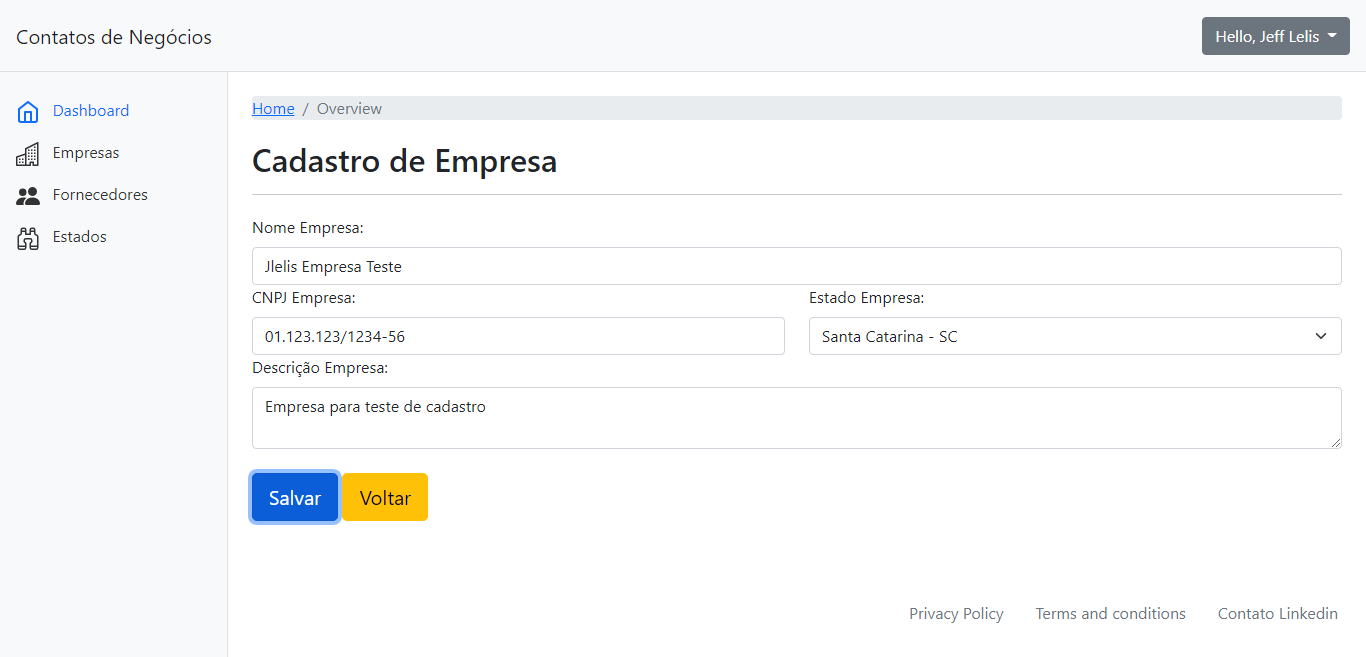 Contatos de Negócios
Hello, Jeff Lelis
Dashboard
Empresas
Fornecedores
Estados
Home / Overview
Cadastro de Empresa
Nome Empresa:
Jlelis Empresa Teste
CNPJ Empresa:
01.123.123/1234-56
Estado Empresa:
Santa Catarina - SC
Descrição Empresa:
Empresa para teste de cadastro
Salvar
Voltar
Privacy Policy
Terms and conditions
Contato Linkedin